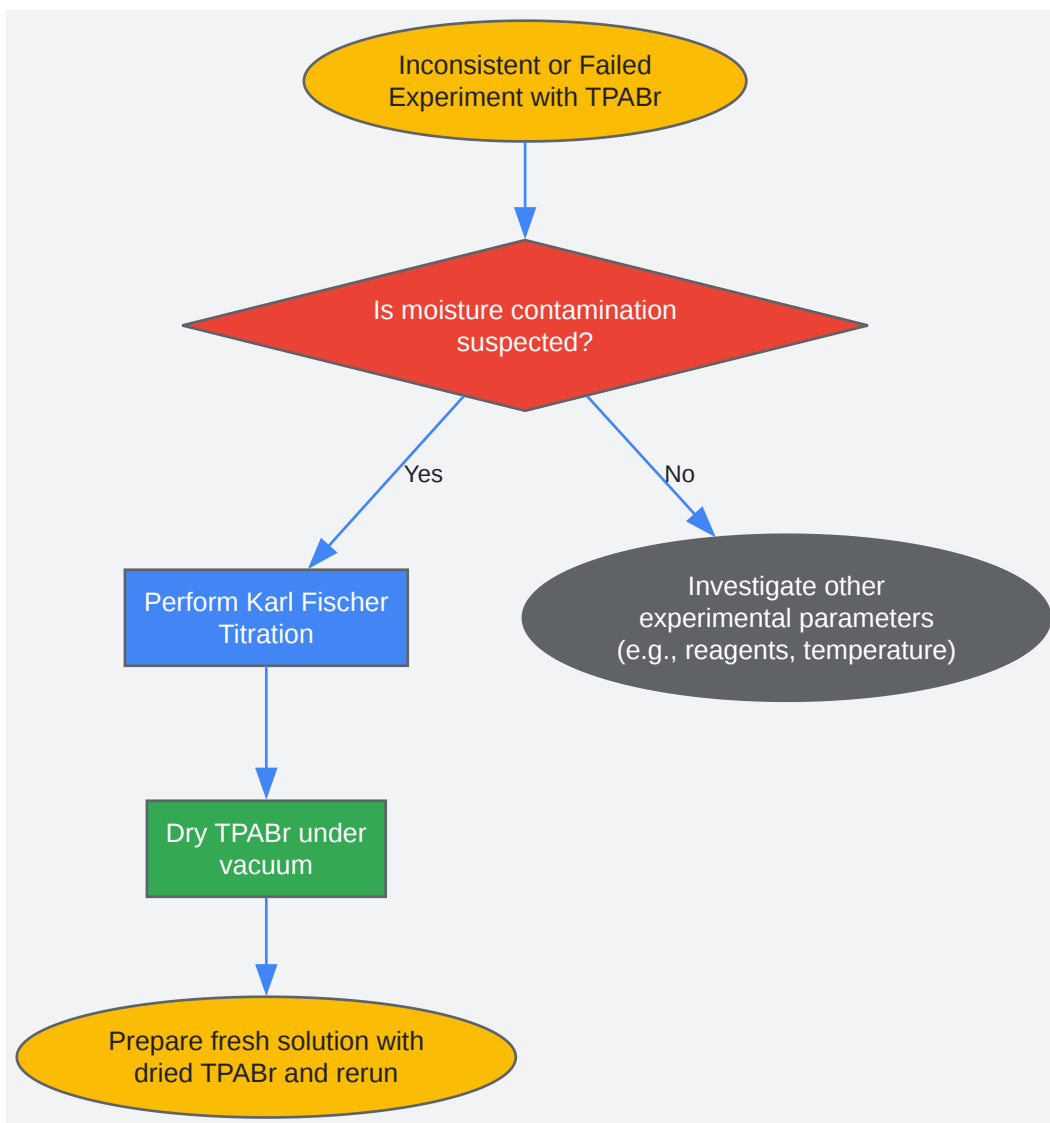 Inconsistent or Failed
Experiment with TPABr
Is moisture contamination
suspected?
Yes
No
Perform Karl Fischer
Titration
Investigate other
experimental parameters
(e.g., reagents, temperature)
Dry TPABr under
vacuum
Prepare fresh solution with
dried TPABr and rerun